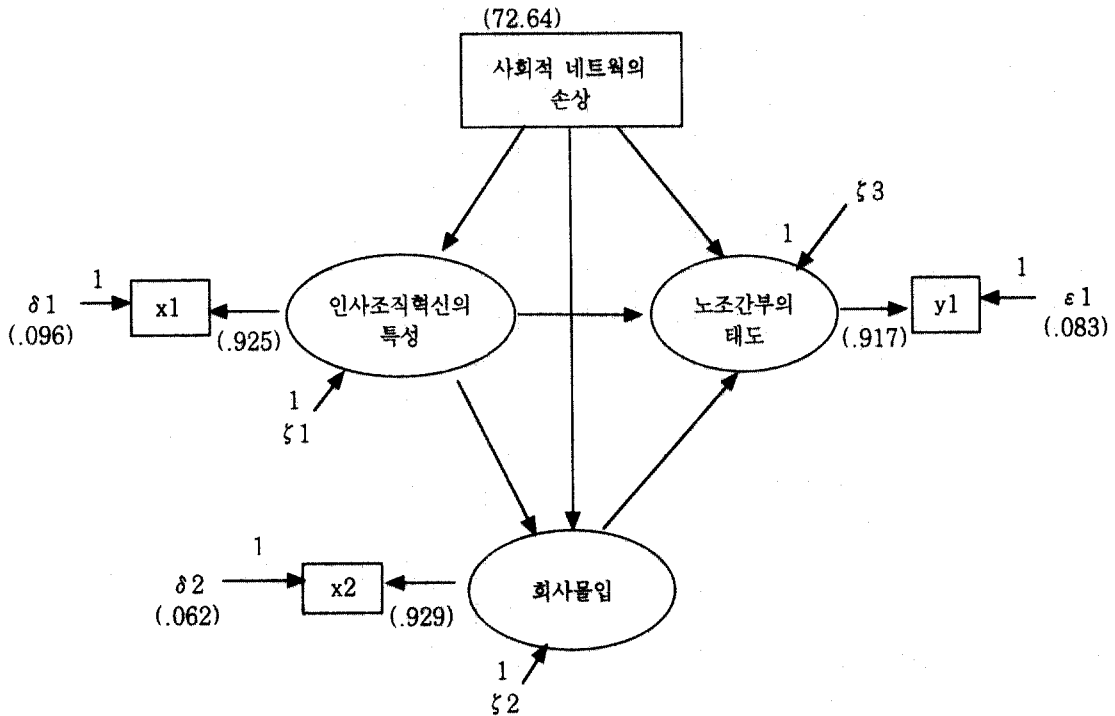 (72.64)
사회적 네트웍의
손상
ζ3
1
1
1
인사조직혁신의
특성
노조간부의
태도
δ1
x1
y1
ε1
(.096)
(.925)
(.917)
(.083)
1
ζ1
1
δ2
x2
회사몰입
(.062)
(.929)
1
ζ2